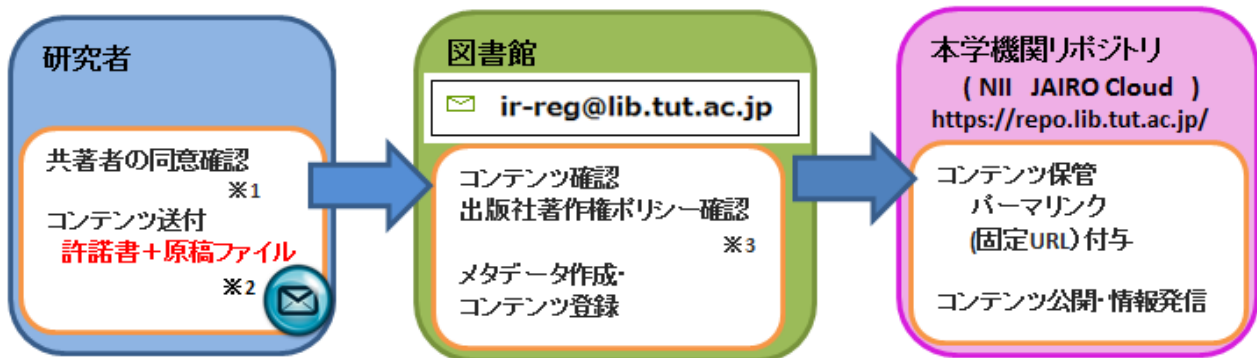 研究者
共著者の同意確認
※1
コンテンツ送付
許諾書+原稿ファイル
※2
図書館
ir-reg@lib.tut.ac.jp
コンテンツ確認
出版社著作権ポリシー確認
※3
メタデータ作成・
コンテンツ登録
本学機関リポジトリ
( NII JAIRO Cloud )
https://repo.lib.tut.ac.jp/
コンテンツ保管
パーマリンク
(固定URL)付与
コンテンツ公開・情報発信